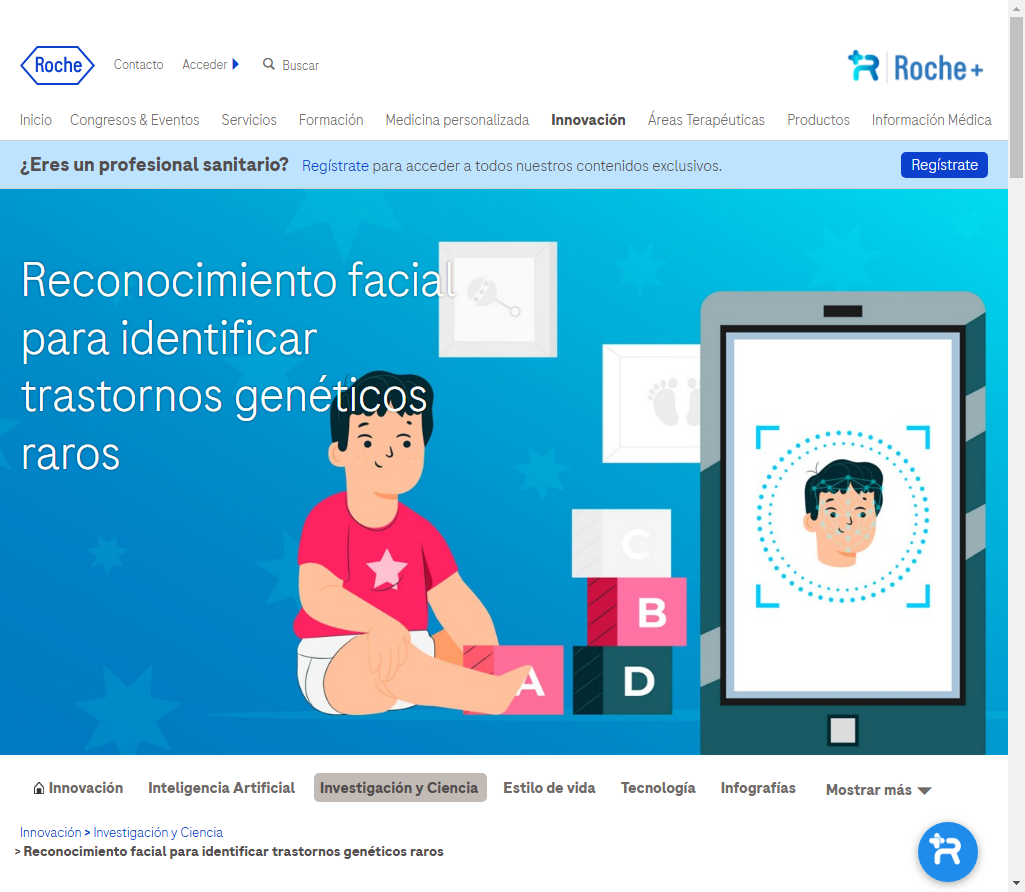 Roche
Contacto
Acceder
Buscar
Roche+
Inicio
Congresos & Eventos
Servicios
Formación
Medicina personalizada
Innovación
Áreas Terapéuticas
Productos
Información Médica
¿Eres un profesional sanitario?
Regístrate para acceder a todos nuestros contenidos exclusivos.
Regístrate
Reconocimiento facial
para identificar
trastornos genéticos
raros
C
B
A
D
Innovación
Inteligencia Artificial
Investigación y Ciencia
Estilo de vida
Tecnología
Infografías
Mostrar más
Innovación > Investigación y Ciencia
> Reconocimiento facial para identificar trastornos genéticos raros